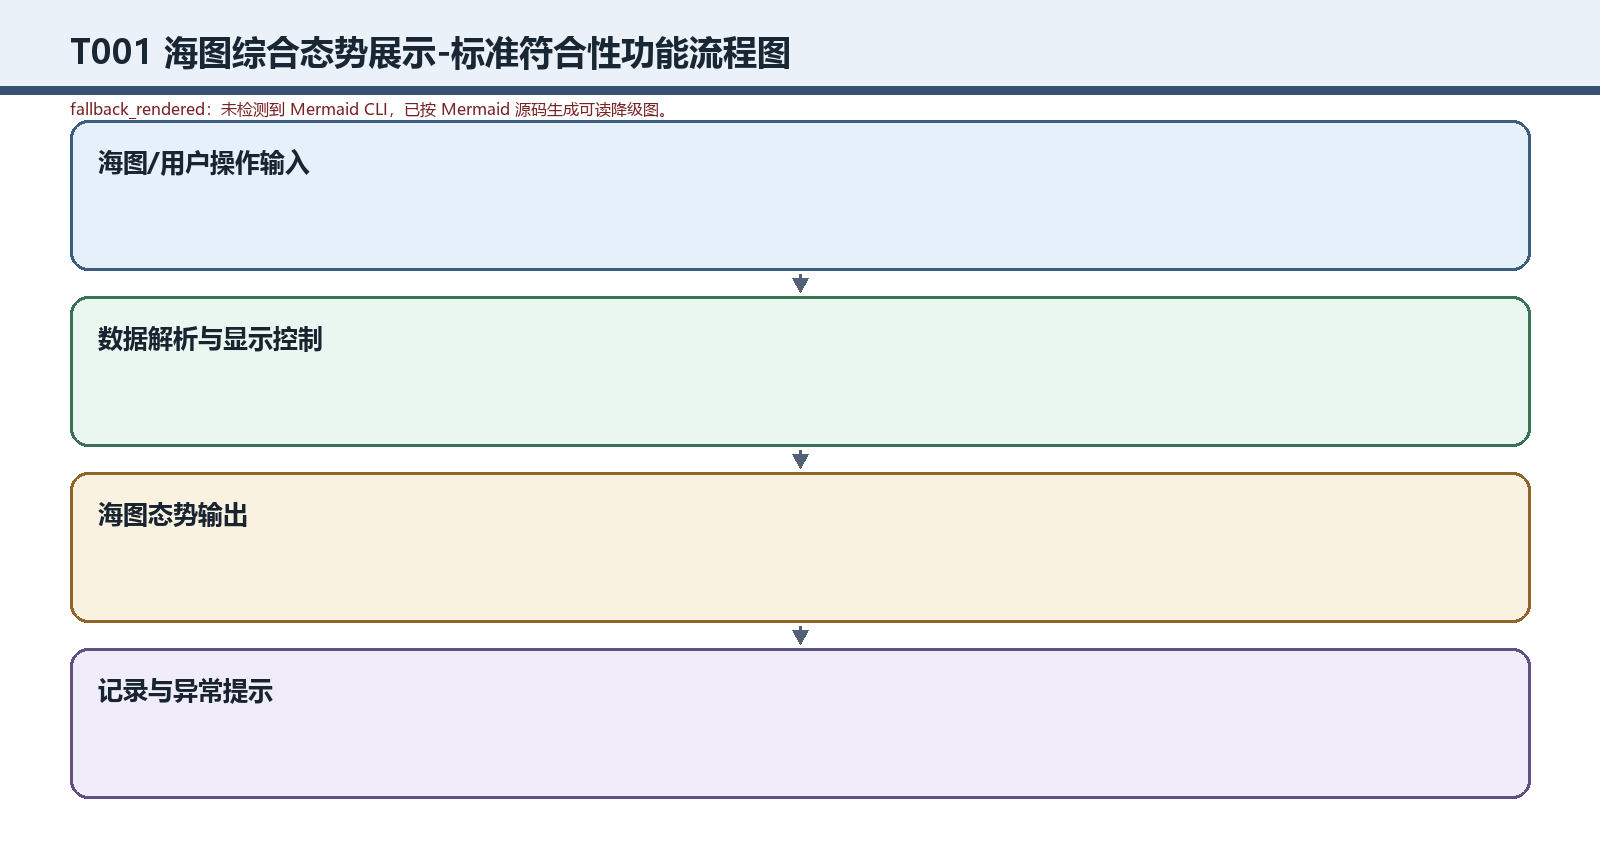 T001 海图综合态势展示-标准符合性功能流程图
fallback_rendered：未检测到 Mermaid CLI，已按 Mermaid 源码生成可读降级图。
海图/用户操作输入
数据解析与显示控制
海图态势输出
记录与异常提示